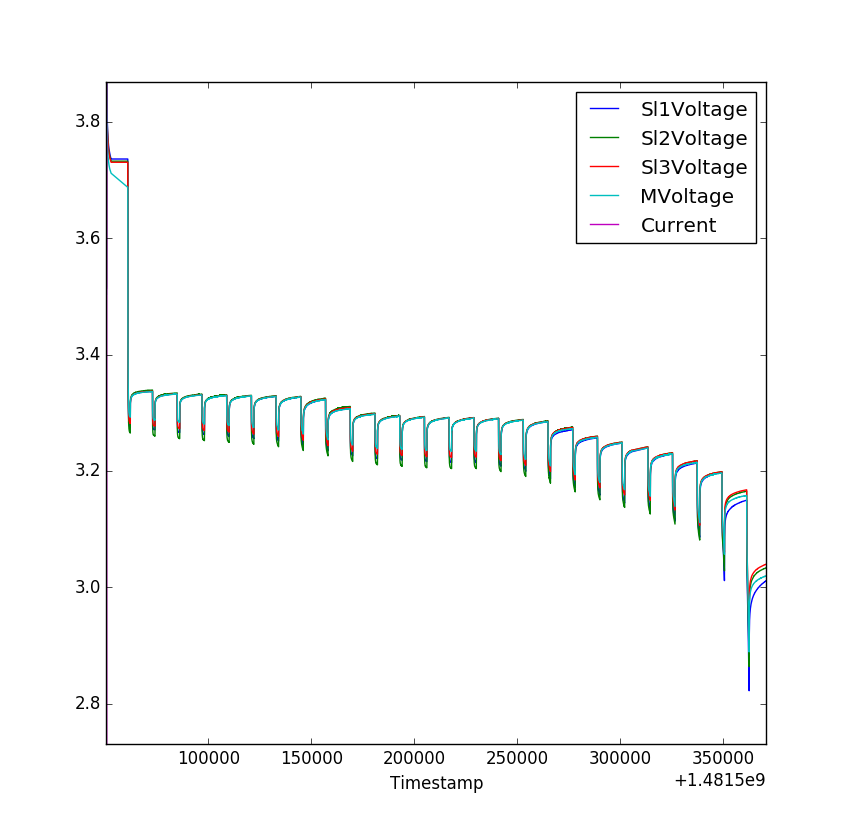 Sl1Voltage
Sl2Voltage
Sl3Voltage
MVoltage
Current
3.8
3.6
3.4
3.2
3.0
2.8
100000 150000 200000 250000 300000 350000
Timestamp +1.4815e9